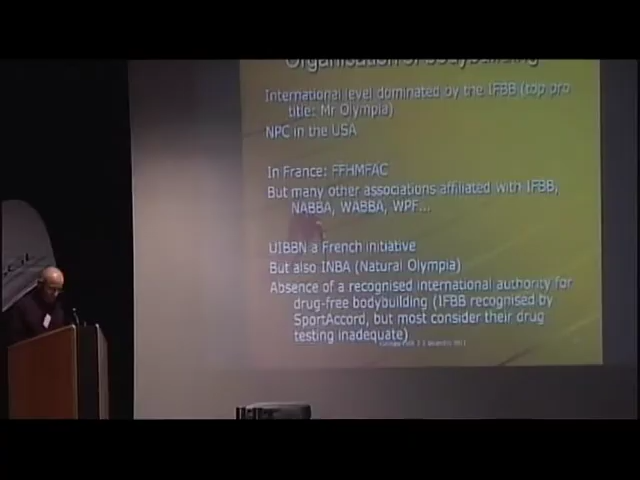 Organisation of bodybuilding
International level dominated by the IFBB (top pro
title: Mr Olympia)
NPC in the USA
In France: FFHMFAC
But many other associations affiliated with IFBB,
NABBA, WABBA, WPF...
UIBBN a French initiative
But also INBA (Natural Olympia)
Absence of a recognised international authority for
drug-free bodybuilding (IFBB recognised by
SportAccord, but most consider their drug
testing inadequate)